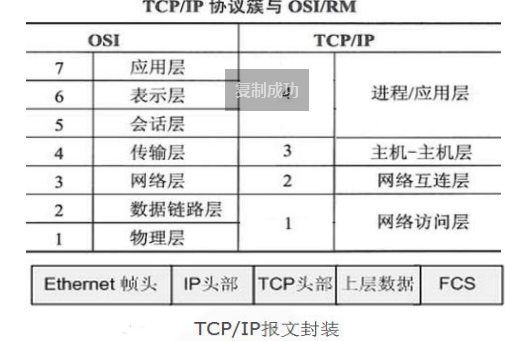 TCP/IP 协议簇与 OSI/RM
OSI TCP/IP
7 应用层
6 表示层 4 进程/应用层
5 会话层
4 传输层 3 主机-主机层
3 网络层 2 网络互连层
2 数据链路层 1 网络访问层
1 物理层
复制成功
Ethernet 帧头 IP头部 TCP头部 上层数据 FCS
TCP/IP报文封装